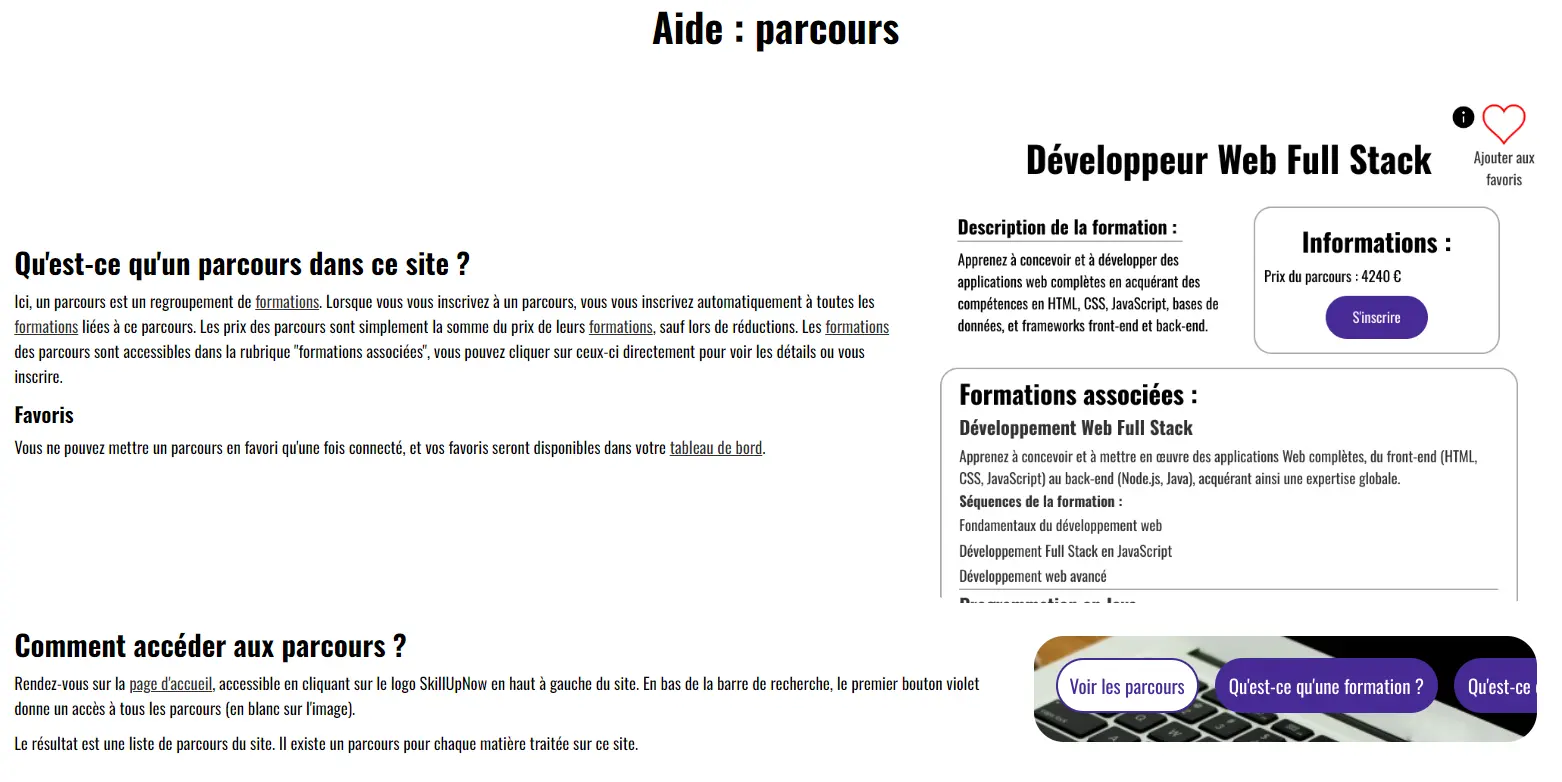 Aide : parcours
Qu'est-ce qu'un parcours dans ce site ?
Ici, un parcours est un regroupement de formations. Lorsque vous vous inscrivez à un parcours, vous vous inscrivez automatiquement à toutes les
formations liées à ce parcours. Les prix des parcours sont simplement la somme du prix de leurs formations, sauf lors de réductions. Les formations
des parcours sont accessibles dans la rubrique "formations associées", vous pouvez cliquer sur ceux-ci directement pour voir les détails ou vous
inscrire.
Favoris
Vous ne pouvez mettre un parcours en favori qu'une fois connecté, et vos favoris seront disponibles dans votre tableau de bord.
Ajouter aux
favoris
Développeur Web Full Stack
Description de la formation :
Apprenez à concevoir et à développer des
applications web complètes en acquérant des
compétences en HTML, CSS, JavaScript, bases de
données, et frameworks front-end et back-end.
Informations :
Prix du parcours : 4240 €
S'inscrire
Formations associées :
Développement Web Full Stack
Apprenez à concevoir et à mettre en œuvre des applications Web complètes, du front-end (HTML,
CSS, JavaScript) au back-end (Node.js, Java), acquérant ainsi une expertise globale.
Séquences de la formation :
Fondamentaux du développement web
Développement Full Stack en JavaScript
Développement web avancé
Comment accéder aux parcours ?
Rendez-vous sur la page d'accueil, accessible en cliquant sur le logo SkillUpNow en haut à gauche du site. En bas de la barre de recherche, le premier bouton violet
donne un accès à tous les parcours (en blanc sur l'image).
Le résultat est une liste de parcours du site. Il existe un parcours pour chaque matière traitée sur ce site.
Voir les parcours
Qu'est-ce qu'une formation ?
Qu'est-ce